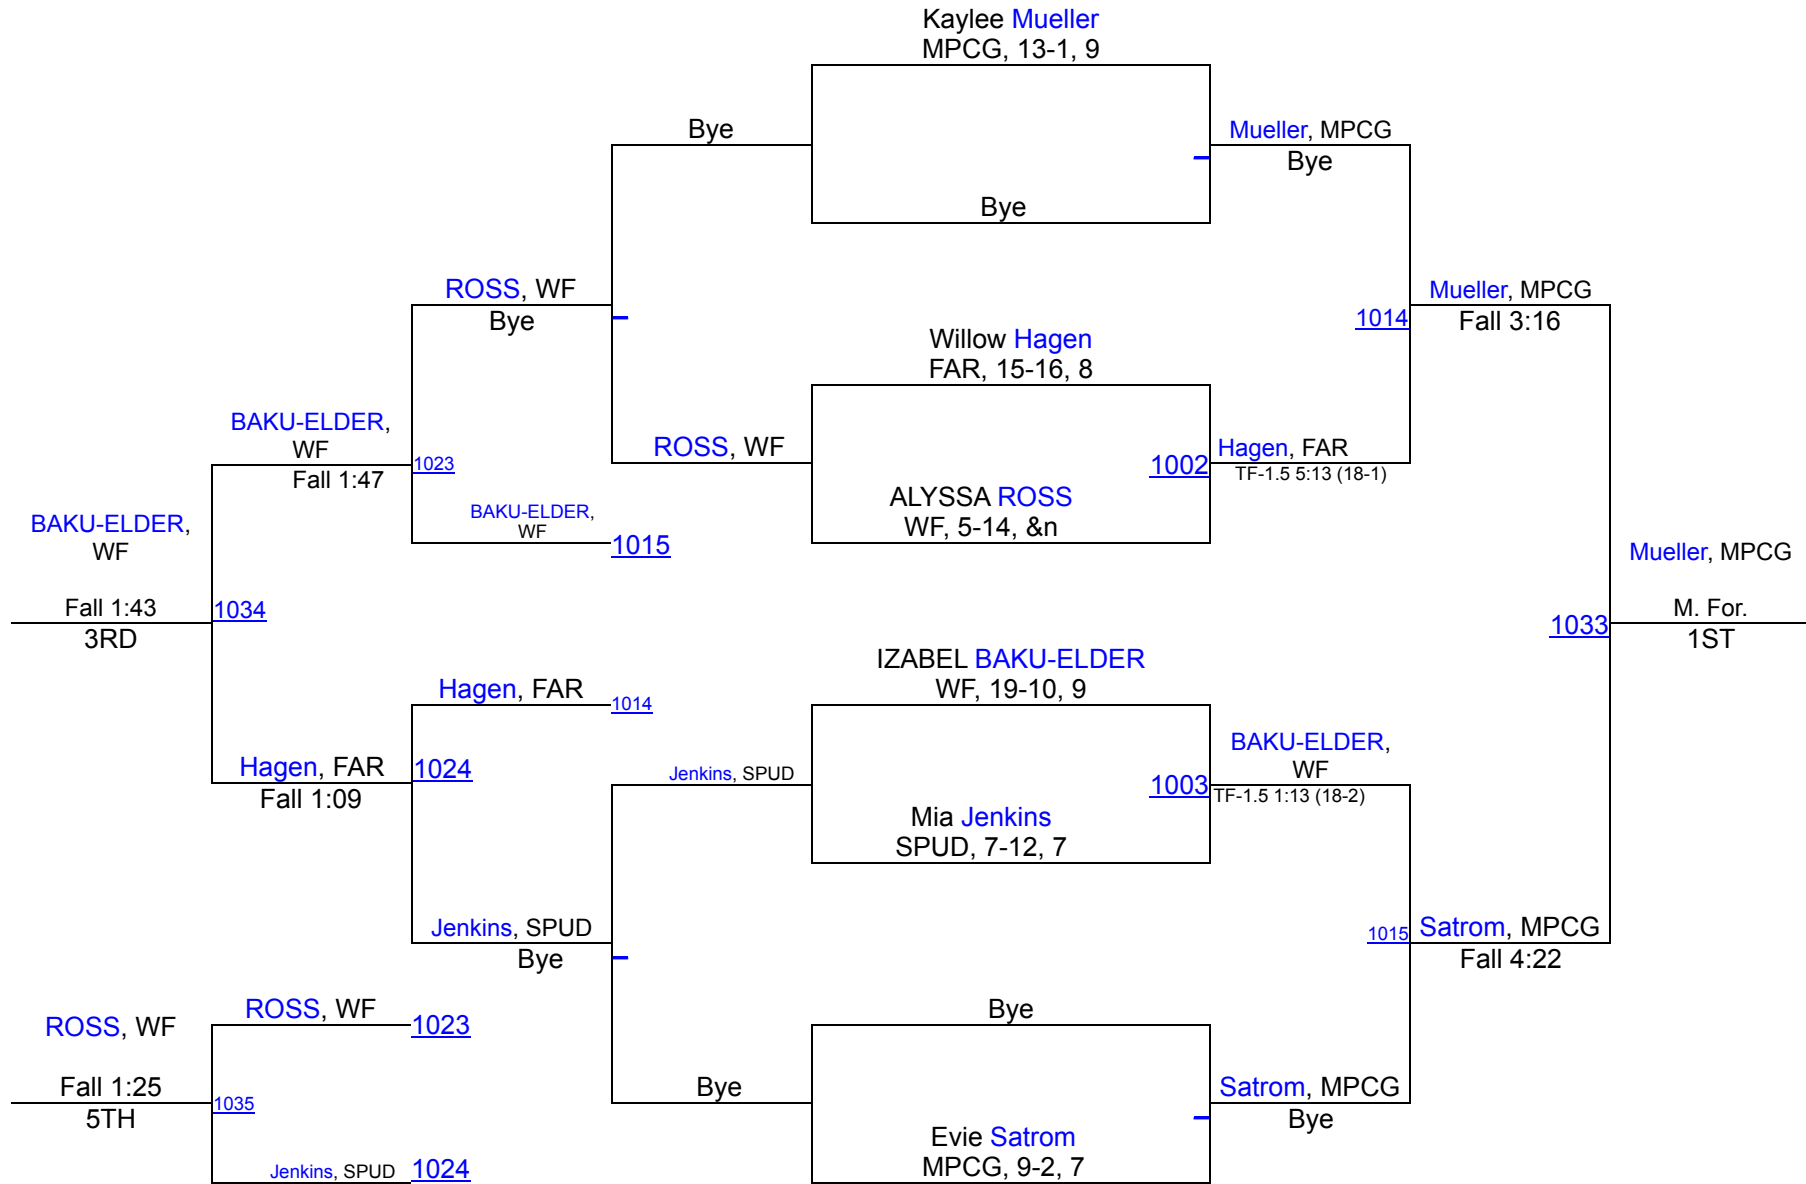 Kaylee Mueller
MPCG, 13-1, 9
Bye
Mueller, MPCG
Bye
Bye
ROSS, WF
Bye
Mueller, MPCG
1014
Fall 3:16
Willow Hagen
FAR, 15-16, 8
BAKU-ELDER,
WF
1023
Fall 1:47
ROSS, WF
1002
Hagen, FAR
TF-1.5 5:13 (18-1)
ALYSSA ROSS
WF, 5-14, &n
BAKU-ELDER,
WF
1015
BAKU-ELDER,
WF
Fall 1:43
3RD
1034
Mueller, MPCG
M. For.
1ST
1033
IZABEL BAKU-ELDER
WF, 19-10, 9
Hagen, FAR
1014
BAKU-ELDER,
WF
1003
TF-1.5 1:13 (18-2)
Hagen, FAR
1024
Fall 1:09
Jenkins, SPUD
Mia Jenkins
SPUD, 7-12, 7
Jenkins, SPUD
Bye
1015
Satrom, MPCG
Fall 4:22
ROSS, WF
ROSS, WF
1023
Bye
Fall 1:25
5TH
1035
Bye
Satrom, MPCG
Bye
Evie Satrom
MPCG, 9-2, 7
Jenkins, SPUD
1024